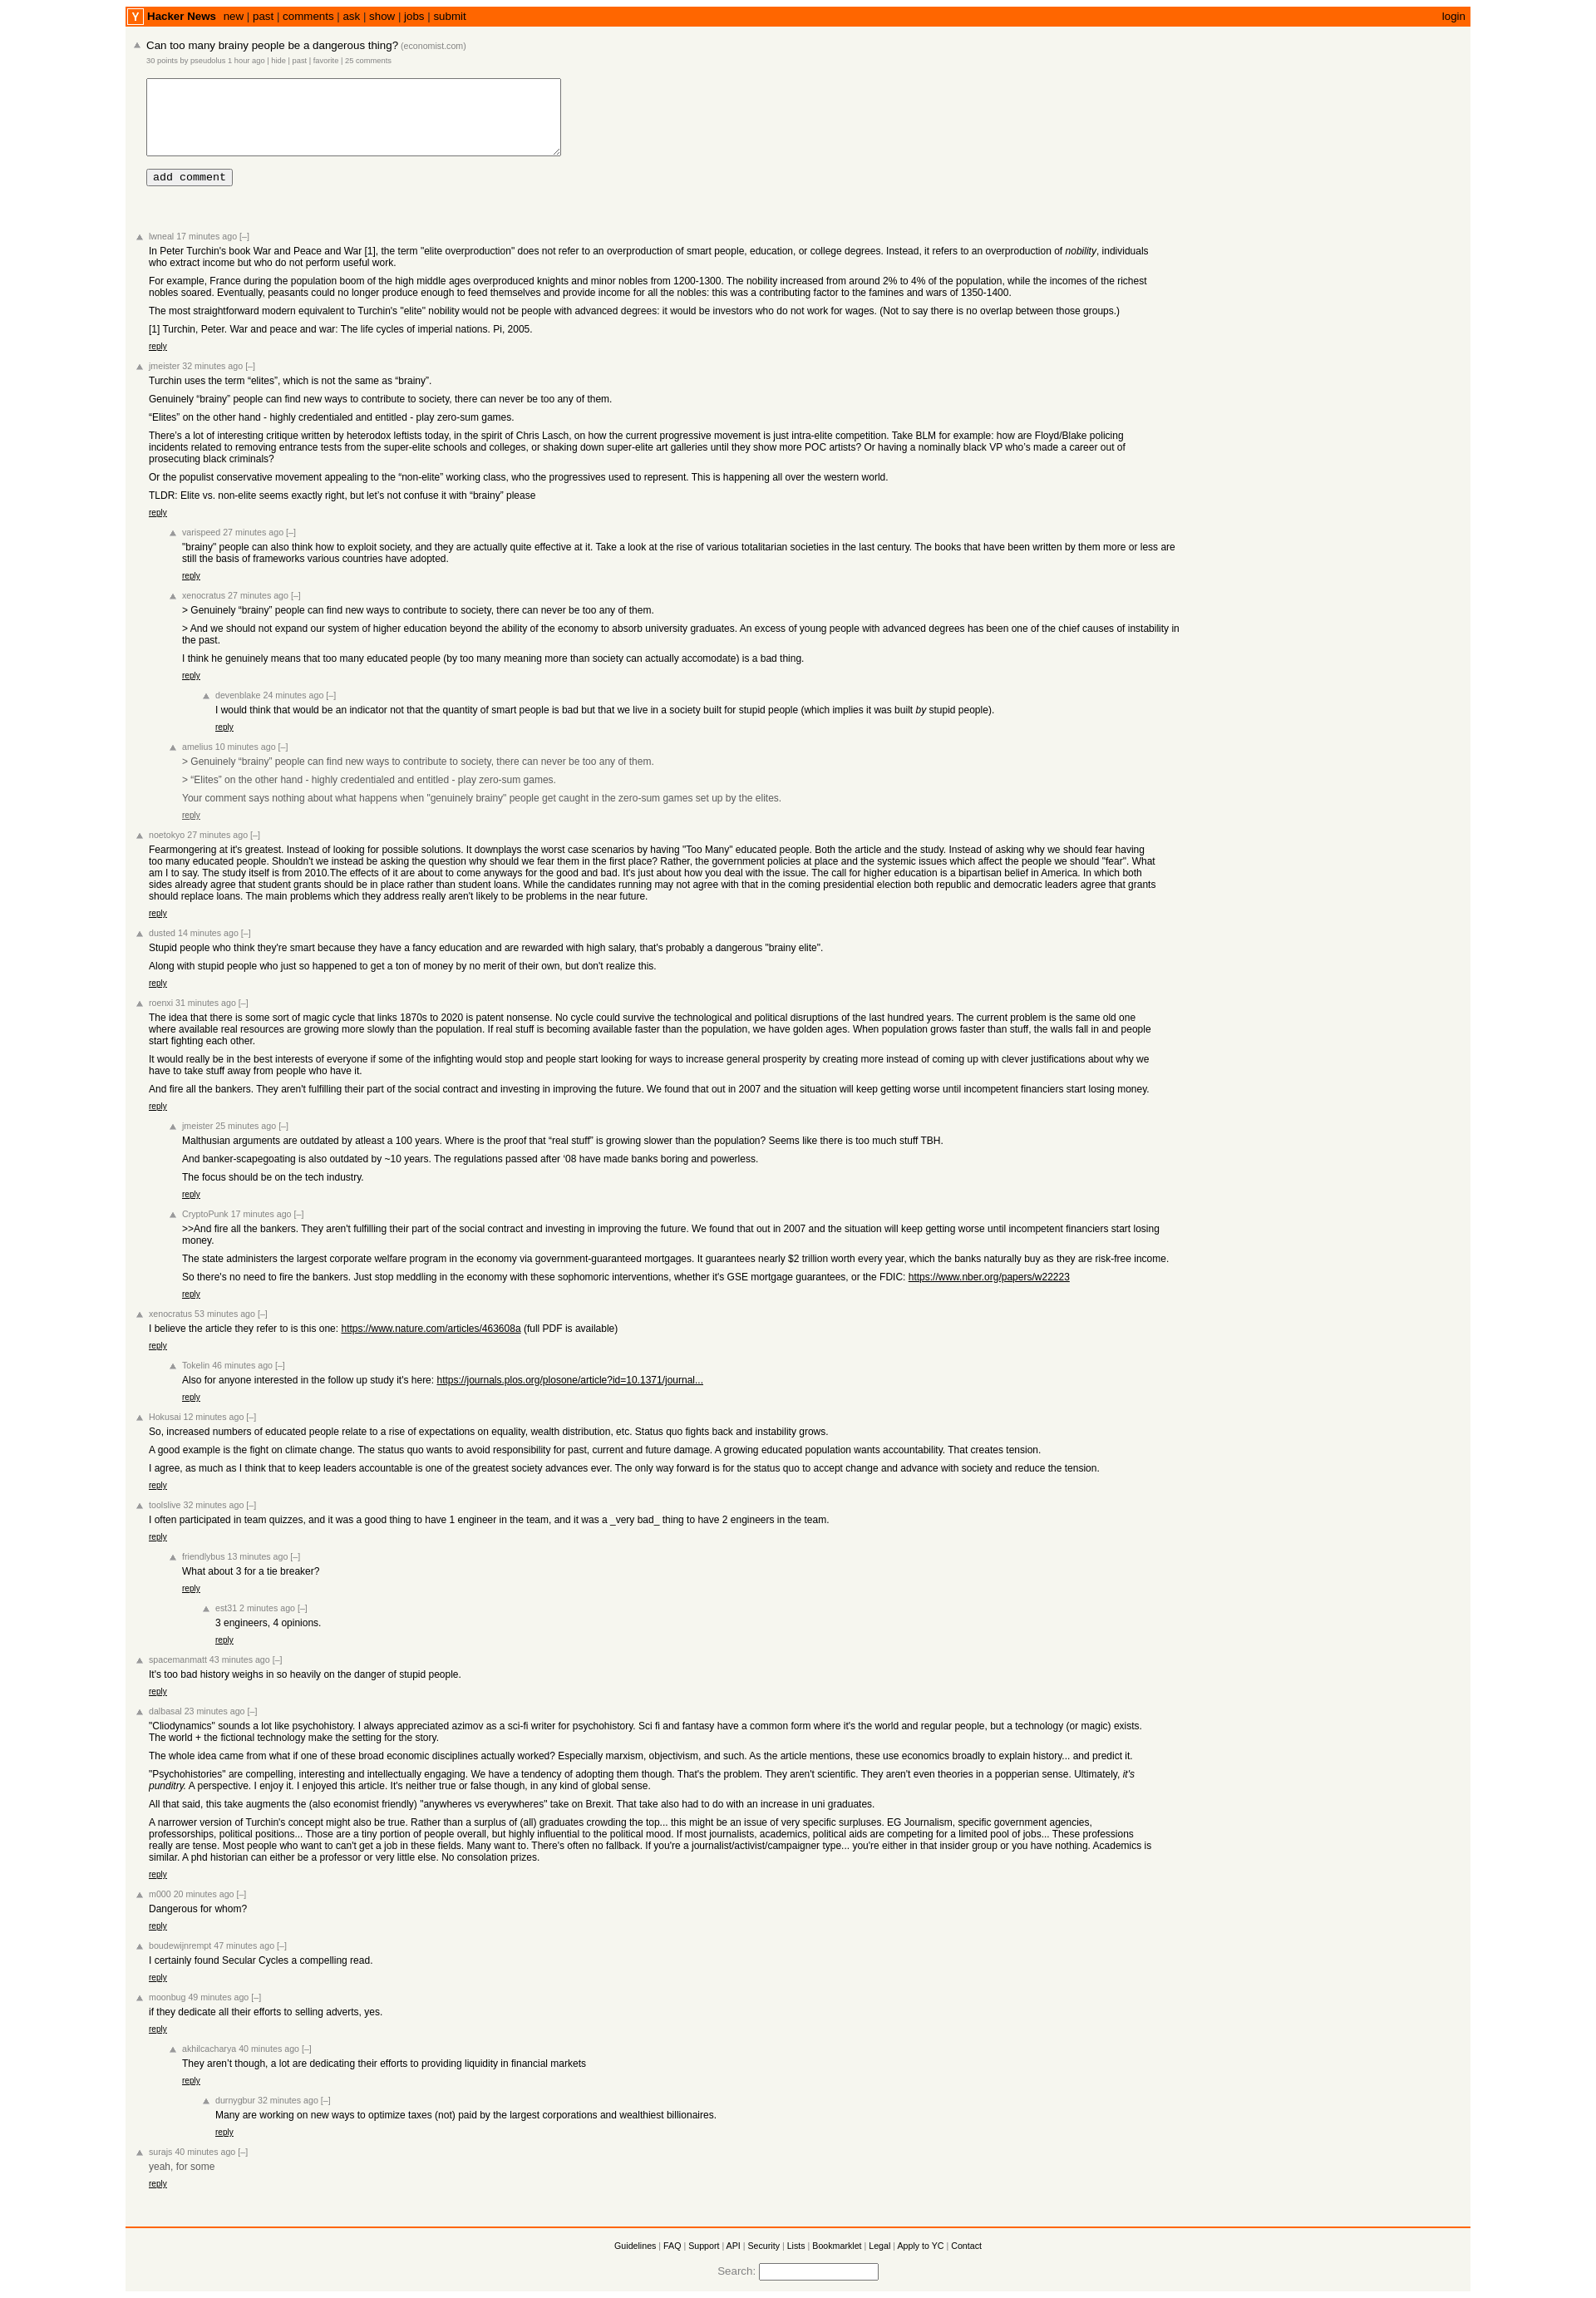 Y Hacker News new | past | comments | ask | show | jobs | submit login
Can too many brainy people be a dangerous thing? (economist.com)
30 points by pseudolus 1 hour ago | hide | past | favorite | 25 comments
add comment
lwneal 17 minutes ago [–]
In Peter Turchin's book War and Peace and War [1], the term "elite overproduction" does not refer to an overproduction of smart people, education, or college degrees. Instead, it refers to an overproduction of nobility, individuals
who extract income but who do not perform useful work.
For example, France during the population boom of the high middle ages overproduced knights and minor nobles from 1200-1300. The nobility increased from around 2% to 4% of the population, while the incomes of the richest
nobles soared. Eventually, peasants could no longer produce enough to feed themselves and provide income for all the nobles: this was a contributing factor to the famines and wars of 1350-1400.
The most straightforward modern equivalent to Turchin's "elite" nobility would not be people with advanced degrees: it would be investors who do not work for wages. (Not to say there is no overlap between those groups.)
[1] Turchin, Peter. War and peace and war: The life cycles of imperial nations. Pi, 2005.
reply
jmeister 32 minutes ago [–]
Turchin uses the term “elites”, which is not the same as “brainy”.
Genuinely “brainy” people can find new ways to contribute to society, there can never be too any of them.
“Elites” on the other hand - highly credentialed and entitled - play zero-sum games.
There’s a lot of interesting critique written by heterodox leftists today, in the spirit of Chris Lasch, on how the current progressive movement is just intra-elite competition. Take BLM for example: how are Floyd/Blake policing
incidents related to removing entrance tests from the super-elite schools and colleges, or shaking down super-elite art galleries until they show more POC artists? Or having a nominally black VP who’s made a career out of
prosecuting black criminals?
Or the populist conservative movement appealing to the “non-elite” working class, who the progressives used to represent. This is happening all over the western world.
TLDR: Elite vs. non-elite seems exactly right, but let’s not confuse it with “brainy” please
reply
varispeed 27 minutes ago [–]
"brainy" people can also think how to exploit society, and they are actually quite effective at it. Take a look at the rise of various totalitarian societies in the last century. The books that have been written by them more or less are
still the basis of frameworks various countries have adopted.
reply
xenocratus 27 minutes ago [–]
> Genuinely “brainy” people can find new ways to contribute to society, there can never be too any of them.
> And we should not expand our system of higher education beyond the ability of the economy to absorb university graduates. An excess of young people with advanced degrees has been one of the chief causes of instability in
the past.
I think he genuinely means that too many educated people (by too many meaning more than society can actually accomodate) is a bad thing.
reply
devenblake 24 minutes ago [–]
I would think that would be an indicator not that the quantity of smart people is bad but that we live in a society built for stupid people (which implies it was built by stupid people).
reply
amelius 10 minutes ago [–]
> Genuinely “brainy” people can find new ways to contribute to society, there can never be too any of them.
> “Elites” on the other hand - highly credentialed and entitled - play zero-sum games.
Your comment says nothing about what happens when "genuinely brainy" people get caught in the zero-sum games set up by the elites.
reply
noetokyo 27 minutes ago [–]
Fearmongering at it's greatest. Instead of looking for possible solutions. It downplays the worst case scenarios by having "Too Many" educated people. Both the article and the study. Instead of asking why we should fear having
too many educated people. Shouldn't we instead be asking the question why should we fear them in the first place? Rather, the government policies at place and the systemic issues which affect the people we should "fear". What
am I to say. The study itself is from 2010.The effects of it are about to come anyways for the good and bad. It's just about how you deal with the issue. The call for higher education is a bipartisan belief in America. In which both
sides already agree that student grants should be in place rather than student loans. While the candidates running may not agree with that in the coming presidential election both republic and democratic leaders agree that grants
should replace loans. The main problems which they address really aren't likely to be problems in the near future.
reply
dusted 14 minutes ago [–]
Stupid people who think they're smart because they have a fancy education and are rewarded with high salary, that's probably a dangerous "brainy elite".
Along with stupid people who just so happened to get a ton of money by no merit of their own, but don't realize this.
reply
roenxi 31 minutes ago [–]
The idea that there is some sort of magic cycle that links 1870s to 2020 is patent nonsense. No cycle could survive the technological and political disruptions of the last hundred years. The current problem is the same old one
where available real resources are growing more slowly than the population. If real stuff is becoming available faster than the population, we have golden ages. When population grows faster than stuff, the walls fall in and people
start fighting each other.
It would really be in the best interests of everyone if some of the infighting would stop and people start looking for ways to increase general prosperity by creating more instead of coming up with clever justifications about why we
have to take stuff away from people who have it.
And fire all the bankers. They aren't fulfilling their part of the social contract and investing in improving the future. We found that out in 2007 and the situation will keep getting worse until incompetent financiers start losing money.
reply
jmeister 25 minutes ago [–]
Malthusian arguments are outdated by atleast a 100 years. Where is the proof that “real stuff” is growing slower than the population? Seems like there is too much stuff TBH.
And banker-scapegoating is also outdated by ~10 years. The regulations passed after ‘08 have made banks boring and powerless.
The focus should be on the tech industry.
reply
CryptoPunk 17 minutes ago [–]
>>And fire all the bankers. They aren't fulfilling their part of the social contract and investing in improving the future. We found that out in 2007 and the situation will keep getting worse until incompetent financiers start losing
money.
The state administers the largest corporate welfare program in the economy via government-guaranteed mortgages. It guarantees nearly $2 trillion worth every year, which the banks naturally buy as they are risk-free income.
So there's no need to fire the bankers. Just stop meddling in the economy with these sophomoric interventions, whether it's GSE mortgage guarantees, or the FDIC: https://www.nber.org/papers/w22223
reply
xenocratus 53 minutes ago [–]
I believe the article they refer to is this one: https://www.nature.com/articles/463608a (full PDF is available)
reply
Tokelin 46 minutes ago [–]
Also for anyone interested in the follow up study it's here: https://journals.plos.org/plosone/article?id=10.1371/journal...
reply
Hokusai 12 minutes ago [–]
So, increased numbers of educated people relate to a rise of expectations on equality, wealth distribution, etc. Status quo fights back and instability grows.
A good example is the fight on climate change. The status quo wants to avoid responsibility for past, current and future damage. A growing educated population wants accountability. That creates tension.
I agree, as much as I think that to keep leaders accountable is one of the greatest society advances ever. The only way forward is for the status quo to accept change and advance with society and reduce the tension.
reply
toolslive 32 minutes ago [–]
I often participated in team quizzes, and it was a good thing to have 1 engineer in the team, and it was a _very bad_ thing to have 2 engineers in the team.
reply
friendlybus 13 minutes ago [–]
What about 3 for a tie breaker?
reply
est31 2 minutes ago [–]
3 engineers, 4 opinions.
reply
spacemanmatt 43 minutes ago [–]
It's too bad history weighs in so heavily on the danger of stupid people.
reply
dalbasal 23 minutes ago [–]
"Cliodynamics" sounds a lot like psychohistory. I always appreciated azimov as a sci-fi writer for psychohistory. Sci fi and fantasy have a common form where it's the world and regular people, but a technology (or magic) exists.
The world + the fictional technology make the setting for the story.
The whole idea came from what if one of these broad economic disciplines actually worked? Especially marxism, objectivism, and such. As the article mentions, these use economics broadly to explain history... and predict it.
"Psychohistories" are compelling, interesting and intellectually engaging. We have a tendency of adopting them though. That's the problem. They aren't scientific. They aren't even theories in a popperian sense. Ultimately, it's
punditry. A perspective. I enjoy it. I enjoyed this article. It's neither true or false though, in any kind of global sense.
All that said, this take augments the (also economist friendly) "anywheres vs everywheres" take on Brexit. That take also had to do with an increase in uni graduates.
A narrower version of Turchin's concept might also be true. Rather than a surplus of (all) graduates crowding the top... this might be an issue of very specific surpluses. EG Journalism, specific government agencies,
professorships, political positions... Those are a tiny portion of people overall, but highly influential to the political mood. If most journalists, academics, political aids are competing for a limited pool of jobs... These professions
really are tense. Most people who want to can't get a job in these fields. Many want to. There's often no fallback. If you're a journalist/activist/campaigner type... you're either in that insider group or you have nothing. Academics is
similar. A phd historian can either be a professor or very little else. No consolation prizes.
reply
m000 20 minutes ago [–]
Dangerous for whom?
reply
boudewijnrempt 47 minutes ago [–]
I certainly found Secular Cycles a compelling read.
reply
moonbug 49 minutes ago [–]
if they dedicate all their efforts to selling adverts, yes.
reply
akhilcacharya 40 minutes ago [–]
They aren’t though, a lot are dedicating their efforts to providing liquidity in financial markets
reply
durnygbur 32 minutes ago [–]
Many are working on new ways to optimize taxes (not) paid by the largest corporations and wealthiest billionaires.
reply
surajs 40 minutes ago [–]
yeah, for some
reply
Guidelines | FAQ | Support | API | Security | Lists | Bookmarklet | Legal | Apply to YC | Contact
Search: